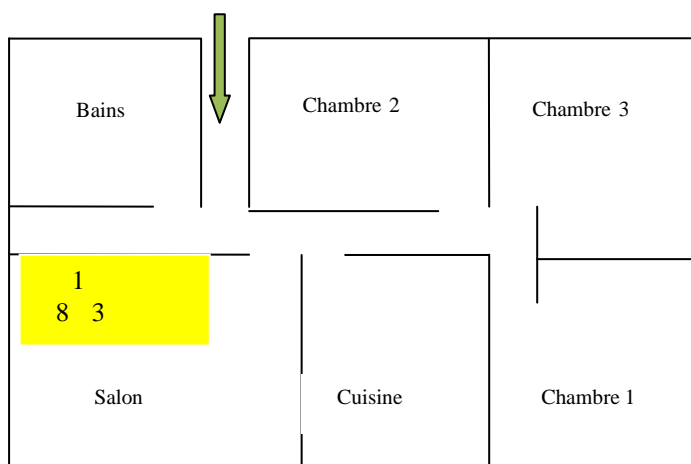 Bains
Chambre 2
Chambre 3
1
8 3
Salon
Cuisine
Chambre 1